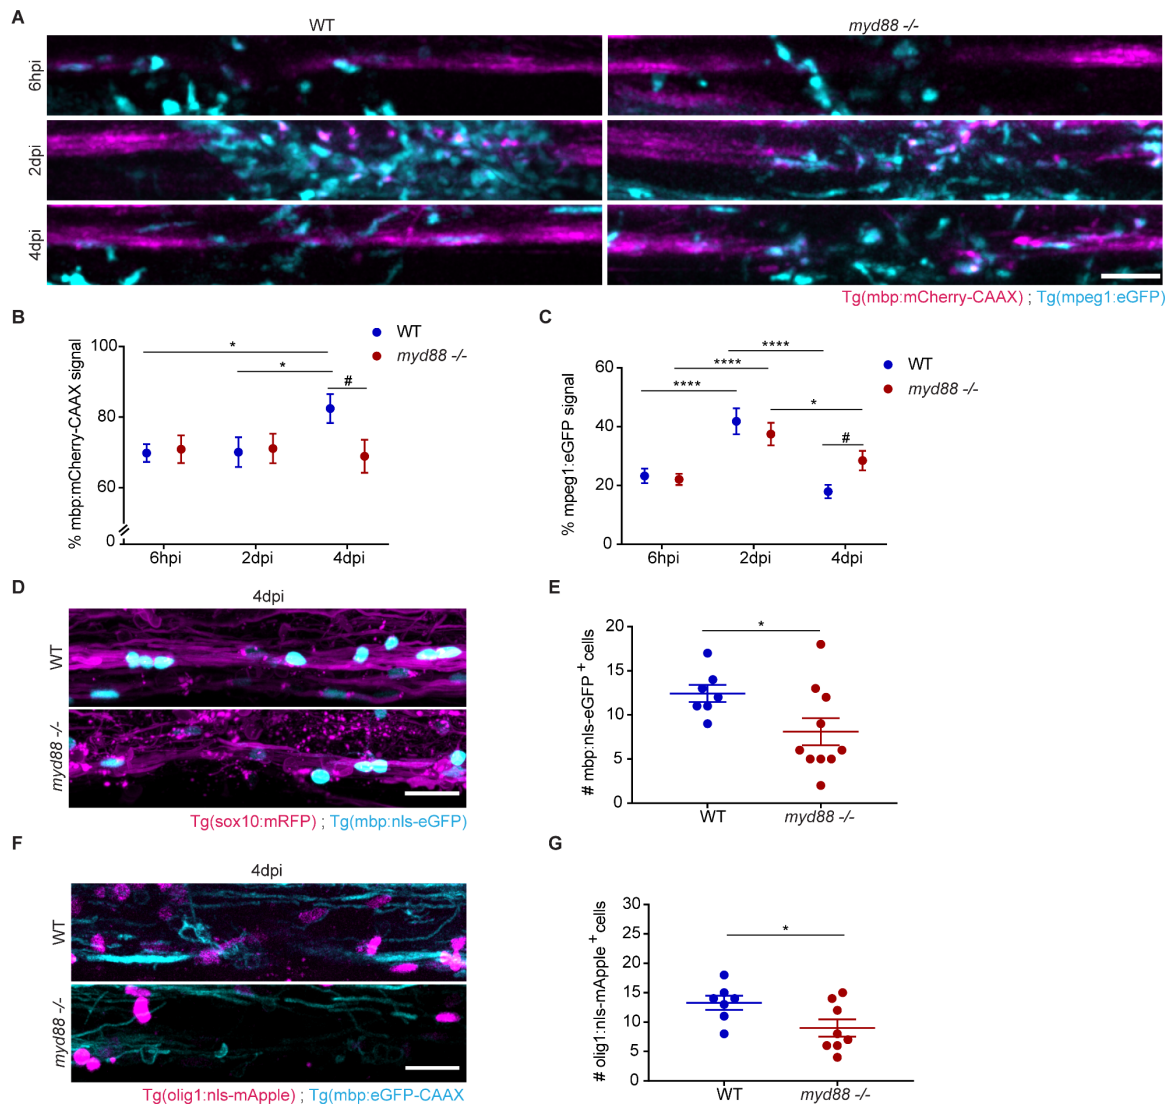 A
WT
myd88 -/-
6hpi
2dpi
4dpi
Tg(mbp:mCherry-CAAX) ; Tg(mpeg1:eGFP)
B
% mbp:mCherry-CAAX signal
100
80
60
0
*
*
#
WT
myd88 -/-
6hpi
2dpi
4dpi
C
% mpeg1:eGFP signal
60
40
20
0
****
****
****
*
#
WT
myd88 -/-
6hpi
2dpi
4dpi
D
4dpi
WT
myd88 -/-
Tg(sox10:mRFP) ; Tg(mbp:nls-eGFP)
E
# mbp:nls-eGFP + cells
20
15
10
5
0
*
WT
myd88 -/-
F
4dpi
WT
myd88 -/-
Tg(olig1:nls-mApple) ; Tg(mbp:eGFP-CAAX
G
# olig1:nls-mApple + cells
30
25
20
15
10
5
0
*
WT
myd88 -/-